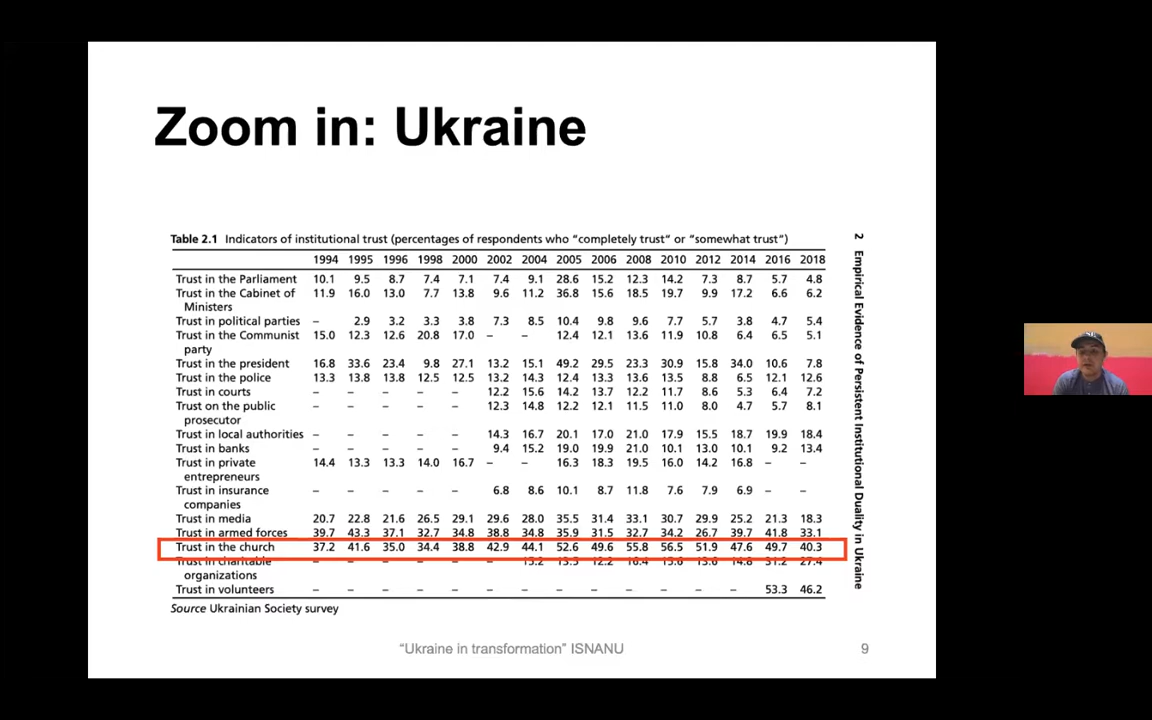 Zoom in: Ukraine
Table 2.1 Indicators of institutional trust (percentages of respondents who "completely trust" or "somewhat trust")
1994 1995 1996 1998 2000 2002 2004 2005 2006 2008 2010 2012 2014 2016 2018
Trust in the Parliament 10.1 9.5 8.7 7.4 7.1 7.4 9.1 28.6 15.2 12.3 14.2 7.3 8.7 5.7 4.8
Trust in the Cabinet of 11.9 16.0 13.0 7.7 13.8 9.6 11.2 36.8 15.6 18.5 19.7 9.9 17.2 6.6 6.2
Ministers
Trust in political parties – 2.9 3.2 3.3 3.8 7.3 8.5 10.4 9.8 9.6 7.7 5.7 3.8 4.7 5.4
Trust in the Communist 15.0 12.3 12.6 20.8 17.0 – – 12.4 12.1 13.6 11.9 10.8 6.4 6.5 5.1
party
Trust in the president 16.8 33.6 23.4 9.8 27.1 13.2 15.1 49.2 29.5 23.3 30.9 15.8 34.0 10.6 7.8
Trust in the police 13.3 13.8 13.8 12.5 12.5 13.2 14.3 12.4 13.3 13.6 13.5 8.8 6.5 12.1 12.6
Trust in courts – – – – – 12.2 15.6 14.2 13.7 12.2 11.7 8.6 5.3 6.4 7.2
Trust on the public – – – – – 12.3 14.8 12.2 12.1 11.5 11.0 8.0 4.7 5.7 8.1
prosecutor
Trust in local authorities – – – – – 14.3 16.7 20.1 17.0 21.0 17.9 15.5 18.7 19.9 18.4
Trust in banks – – – – – 9.4 15.2 19.0 19.9 21.0 10.1 13.0 10.1 9.2 13.4
Trust in private 14.4 13.3 13.3 14.0 16.7 – – 16.3 18.3 19.5 16.0 14.2 16.8 – –
entrepreneurs
Trust in insurance – – – – – 6.8 8.6 10.1 8.7 11.8 7.6 7.9 6.9 – –
companies
Trust in media 20.7 22.8 21.6 26.5 29.1 29.6 28.0 35.5 31.4 33.1 30.7 29.9 25.2 21.3 18.3
Trust in armed forces 39.7 43.3 37.1 32.7 34.8 38.8 34.8 35.9 31.5 32.7 34.2 26.7 39.7 41.8 33.1
Trust in the church 37.2 41.6 35.0 34.4 38.8 42.9 44.1 52.6 49.6 55.8 56.5 51.9 47.6 49.7 40.3
Trust in charitable – – – – – – 15.2 13.5 12.2 16.4 15.6 13.6 14.8 31.2 27.4
organizations
Trust in volunteers – – – – – – – – – – – – – 53.3 46.2
Source Ukrainian Society survey
2 Empirical Evidence of Persistent Institutional Duality in Ukraine
"Ukraine in transformation" ISNANU
9